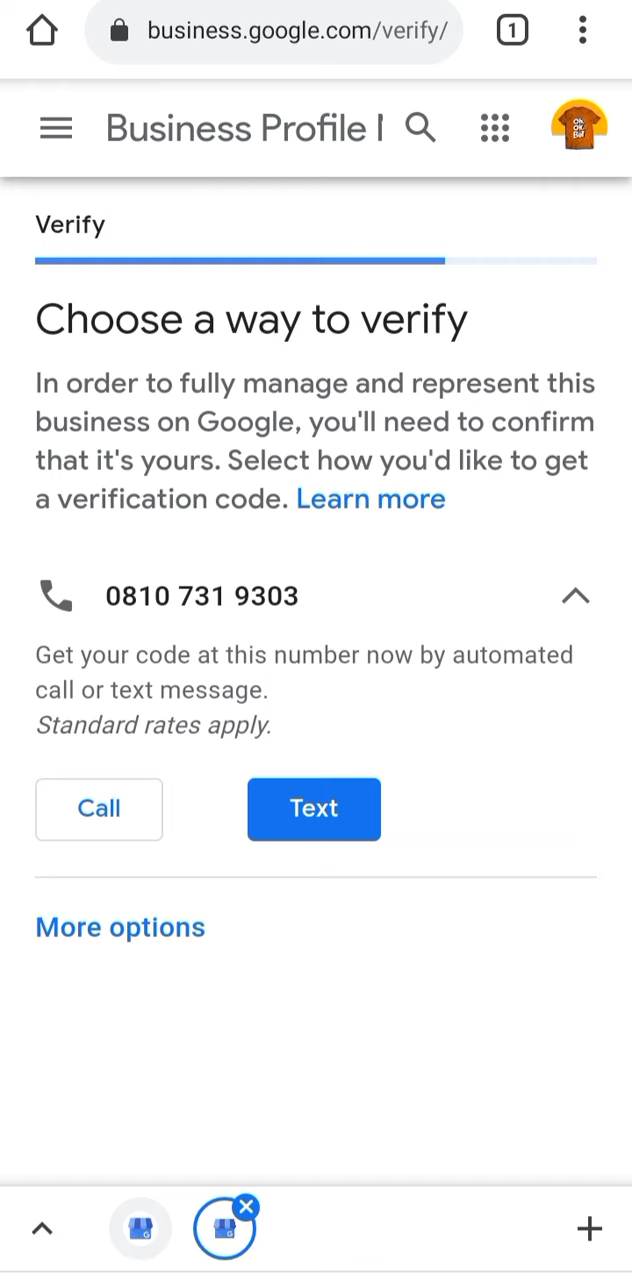 business.google.com/verify/
1
Business Profile
Verify
Choose a way to verify
In order to fully manage and represent this
business on Google, you'll need to confirm
that it's yours. Select how you'd like to get
a verification code. Learn more
0810 731 9303
Get your code at this number now by automated
call or text message.
Standard rates apply.
Call
Text
More options